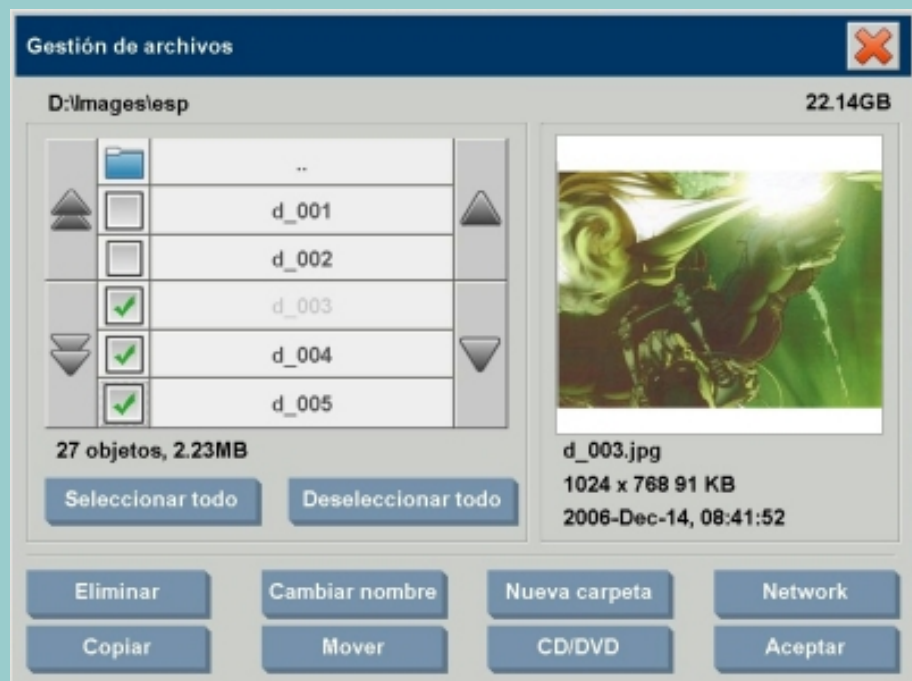 Gestión de archivos
D:\Images\esp
22.14GB
..
d_001
d_002
d_003
d_004
d_005
27 objetos, 2.23MB
Seleccionar todo
Deseleccionar todo
d_003.jpg
1024 x 768 91 KB
2006-Dec-14, 08:41:52
Eliminar
Cambiar nombre
Nueva carpeta
Network
Copiar
Mover
CD/DVD
Aceptar